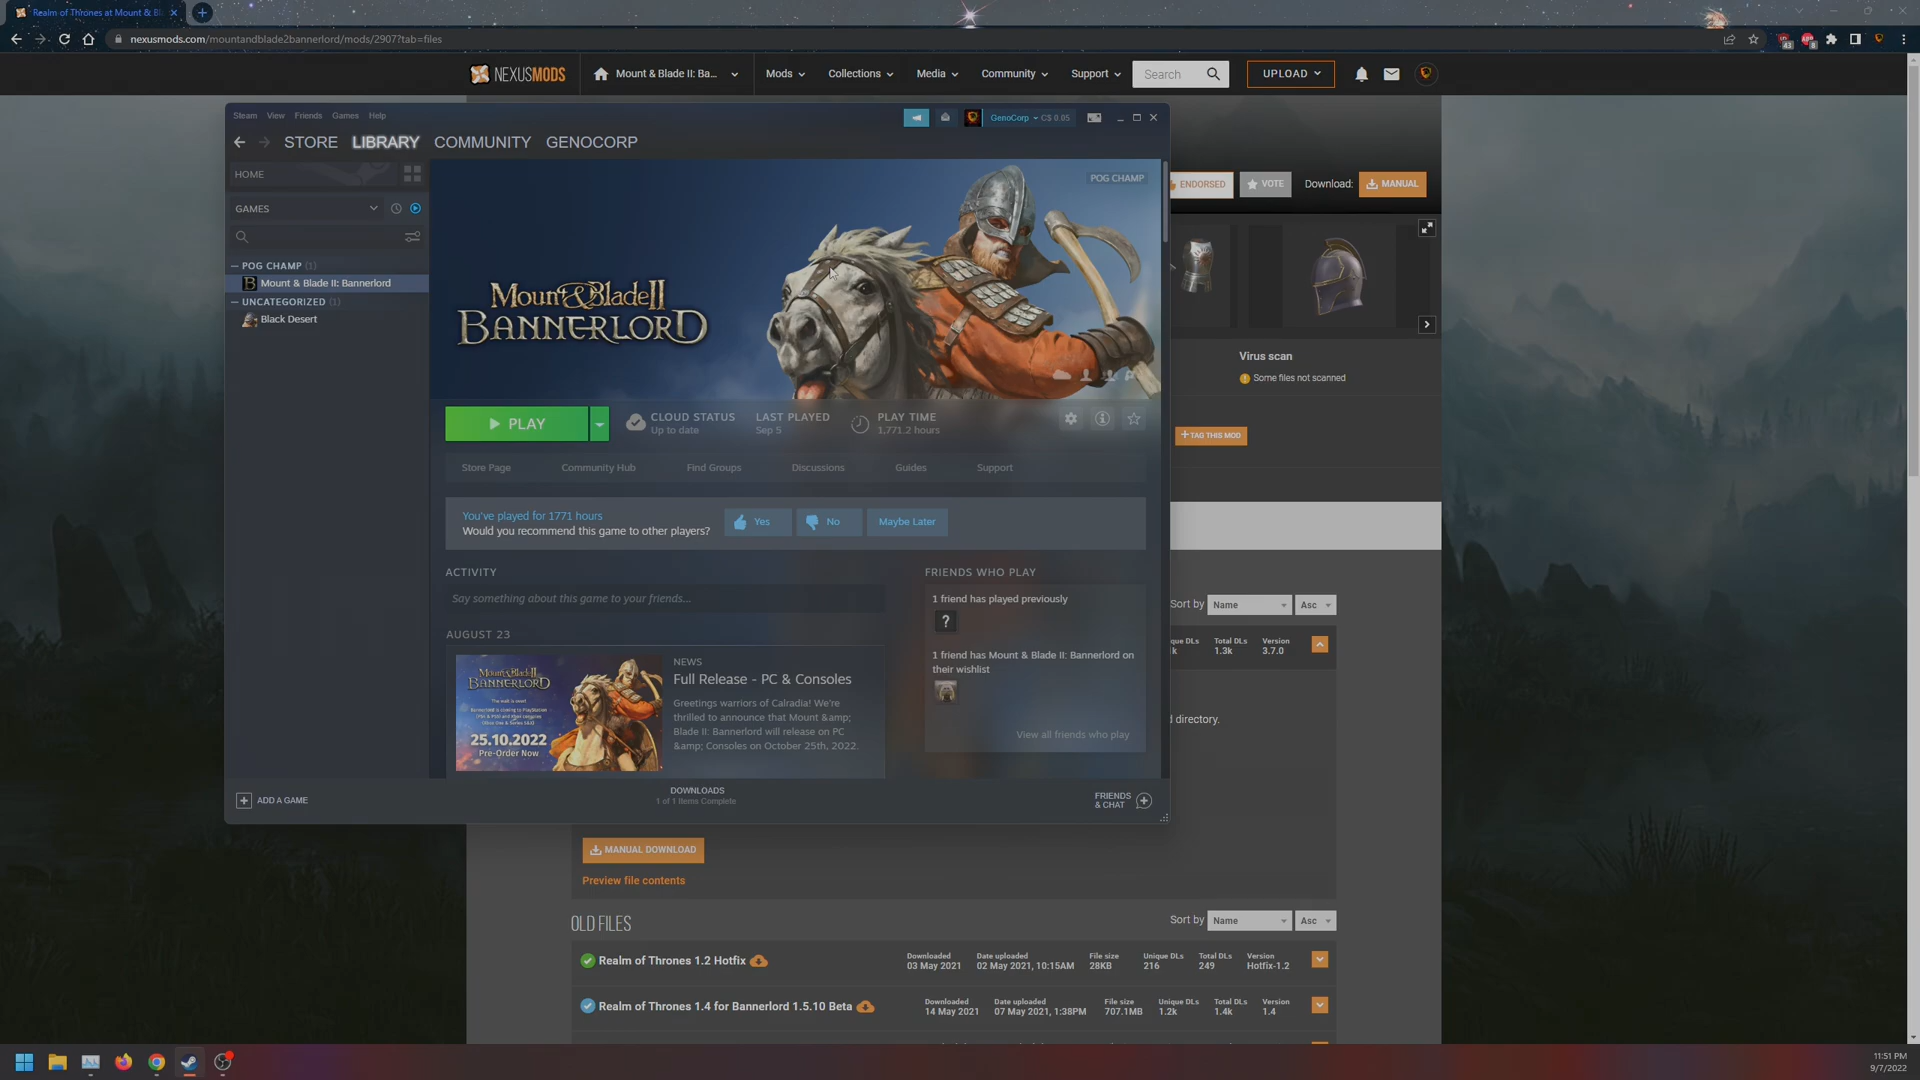 Realm of Thrones at Mount & Bl
nexusmods.com/mountandblade2bannerlord/mods/2907?tab=files
NEXUSMODS
Mount & Blade II: Ba...
Mods
Collections
Media
Community
Support
Search
UPLOAD
Steam View Friends Games Help
GenoCorp C$ 0.05
STORE LIBRARY COMMUNITY GENOCORP
HOME
GAMES
POG CHAMP (1)
Mount & Blade II: Bannerlord
UNCATEGORIZED (1)
Black Desert
POG CHAMP
Mount & Blade II
BANNERLORD
PLAY
CLOUD STATUS
Up to date
LAST PLAYED
Sep 5
PLAY TIME
1,771.2 hours
Store Page
Community Hub
Find Groups
Discussions
Guides
Support
You've played for 1771 hours
Would you recommend this game to other players?
Yes
No
Maybe Later
ACTIVITY
Say something about this game to your friends...
AUGUST 23
Mount & Blade II
BANNERLORD
25.10.2022
Pre-Order Now
NEWS
Full Release - PC & Consoles
Greetings warriors of Calradia! We're
thrilled to announce that Mount &amp;
Blade II: Bannerlord will release on PC
&amp; Consoles on October 25th, 2022.
FRIENDS WHO PLAY
1 friend has played previously
?
1 friend has Mount & Blade II: Bannerlord on
their wishlist
View all friends who play
ADD A GAME
DOWNLOADS
1 of 1 Items Complete
FRIENDS
& CHAT
ENDORSED
VOTE
Download:
MANUAL
Virus scan
Some files not scanned
TAG THIS MOD
Sort by Name Asc
que DLs
k
Total DLs
1.3k
Version
3.7.0
d directory.
MANUAL DOWNLOAD
Preview file contents
OLD FILES
Sort by Name Asc
Realm of Thrones 1.2 Hotfix
Downloaded
03 May 2021
Date uploaded
02 May 2021, 10:15AM
File size
28KB
Unique DLs
216
Total DLs
249
Version
Hotfix-1.2
Realm of Thrones 1.4 for Bannerlord 1.5.10 Beta
Downloaded
14 May 2021
Date uploaded
07 May 2021, 1:38PM
File size
707.1MB
Unique DLs
1.2k
Total DLs
1.4k
Version
1.4
11:51 PM
9/7/2022